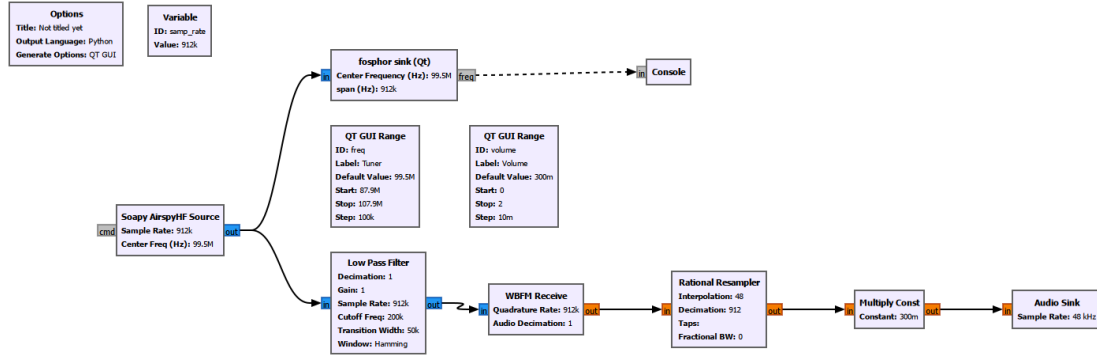 Options
Title: Not titled yet
Output Language: Python
Generate Options: QT GUI
Variable
ID: samp_rate
Value: 912k
fosphor sink (Qt)
Center Frequency (Hz): 99.5M
span (Hz): 912k
in
freq
in
Console
QT GUI Range
ID: freq
Label: Tuner
Default Value: 99.5M
Start: 87.9M
Stop: 107.9M
Step: 100k
QT GUI Range
ID: volume
Label: Volume
Default Value: 300m
Start: 0
Stop: 2
Step: 10m
Soapy AirspyHF Source
Sample Rate: 912k
Center Freq (Hz): 99.5M
cmd
out
Low Pass Filter
Decimation: 1
Gain: 1
Sample Rate: 912k
Cutoff Freq: 200k
Transition Width: 50k
Window: Hamming
in
out
WBFM Receive
Quadrature Rate: 912k
Audio Decimation: 1
in
out
Rational Resampler
Interpolation: 48
Decimation: 912
Taps:
Fractional BW: 0
in
out
Multiply Const
Constant: 300m
in
out
Audio Sink
Sample Rate: 48 kHz
in